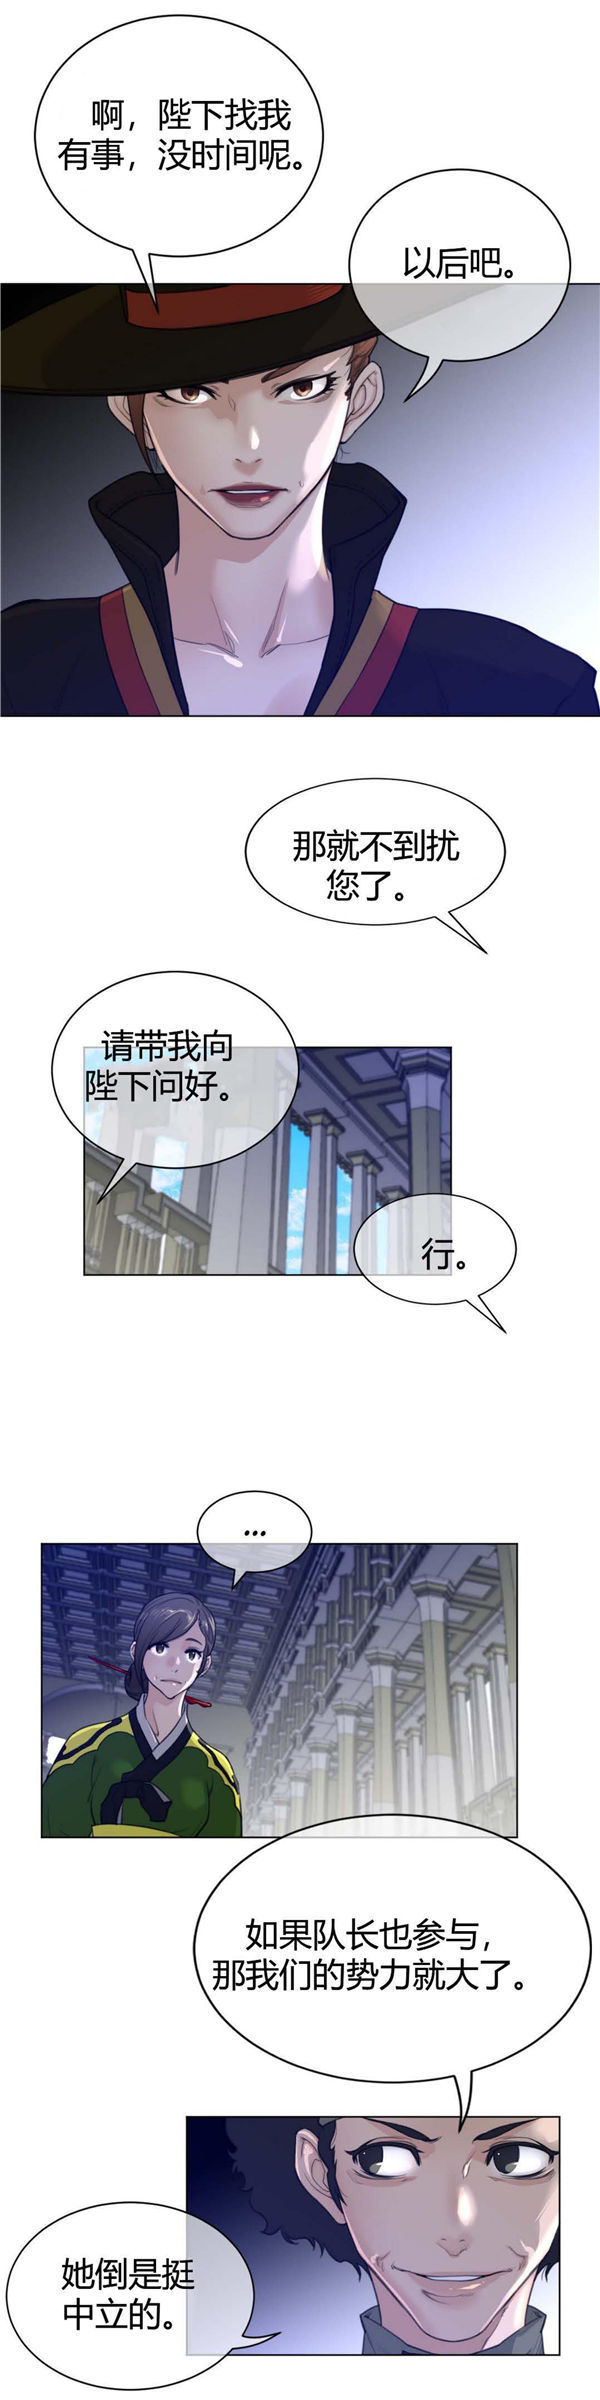 啊，陛下找我
有事，没时间呢。
以后吧。
那就不到扰
您了。
请带我向
陛下问好。
行。
...
如果队长也参与，
那我们的势力就大了。
她倒是挺
中立的。